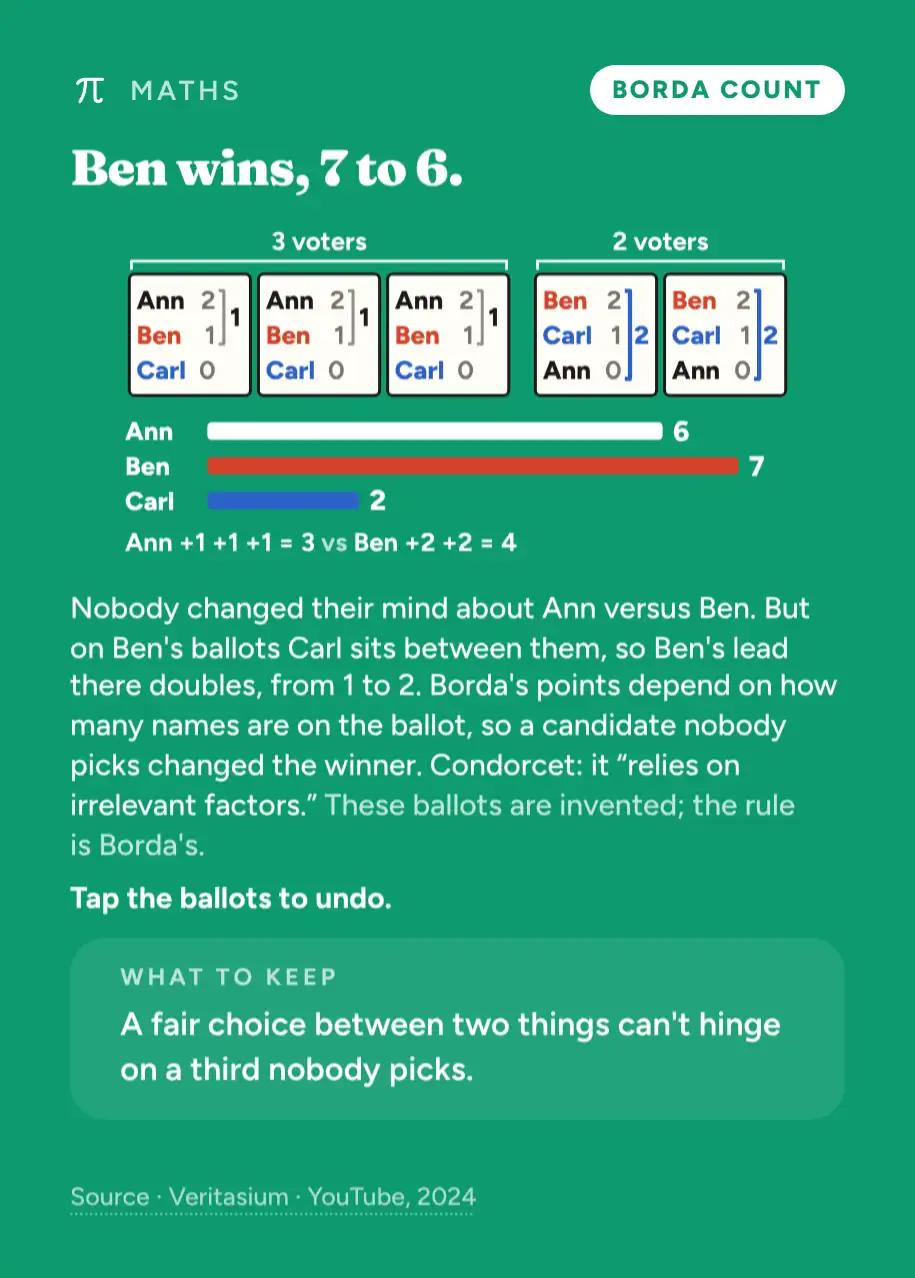 π MATHS
BORDA COUNT
Ben wins, 7 to 6.
3 voters
2 voters
Ann 2
Ben 1
Carl 0
1
Ann 2
Ben 1
Carl 0
1
Ann 2
Ben 1
Carl 0
1
Ben 2
Carl 1
Ann 0
2
Ben 2
Carl 1
Ann 0
2
Ann 6
Ben 7
Carl 2
Ann +1 +1 +1 = 3 vs Ben +2 +2 = 4
Nobody changed their mind about Ann versus Ben. But
on Ben's ballots Carl sits between them, so Ben's lead
there doubles, from 1 to 2. Borda's points depend on how
many names are on the ballot, so a candidate nobody
picks changed the winner. Condorcet: it “relies on
irrelevant factors.” These ballots are invented; the rule
is Borda's.
Tap the ballots to undo.
WHAT TO KEEP
A fair choice between two things can't hinge
on a third nobody picks.
Source · Veritasium · YouTube, 2024